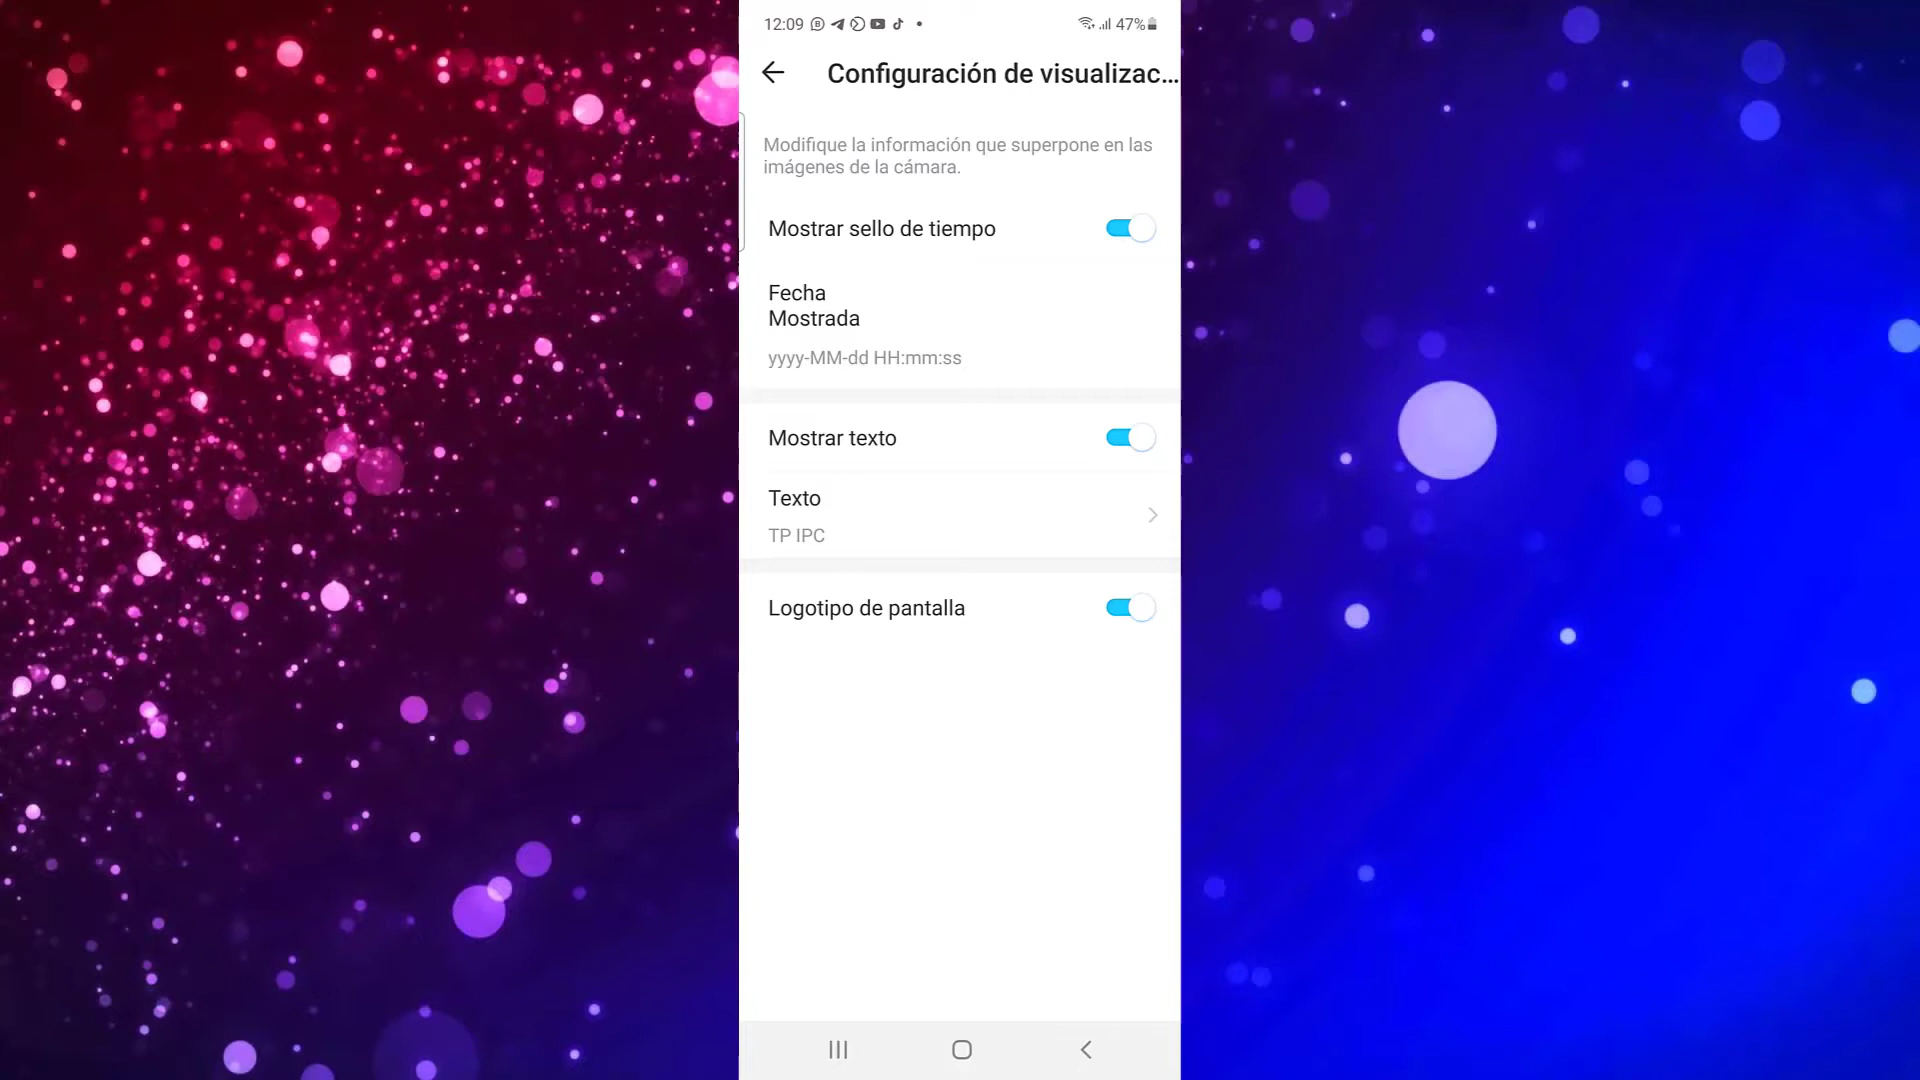 12:09 47%
Configuración de visualizac...
Modifique la información que superpone en las
imágenes de la cámara.
Mostrar sello de tiempo
Fecha
Mostrada
yyyy-MM-dd HH:mm:ss
Mostrar texto
Texto
TP IPC
Logotipo de pantalla